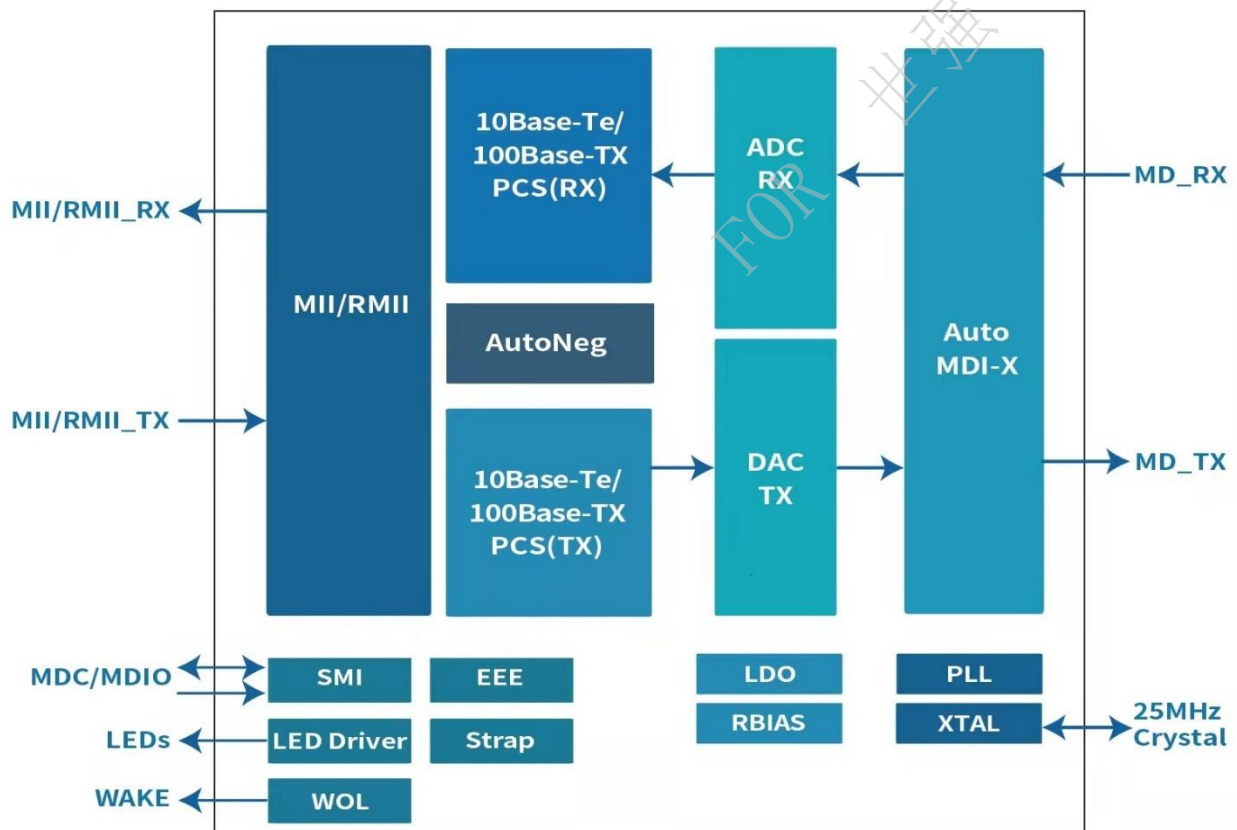 10Base-Te/
100Base-TX
PCS(RX)
ADC
RX
MD_RX
MII/RMII_RX
MII/RMII
AutoNeg
Auto
MDI-X
MII/RMII_TX
10Base-Te/
100Base-TX
PCS(TX)
DAC
TX
MD_TX
MDC/MDIO
SMI
EEE
LDO
PLL
LEDs
LED Driver
Strap
RBIAS
XTAL
25MHz
Crystal
WAKE
WOL
FOR 世强